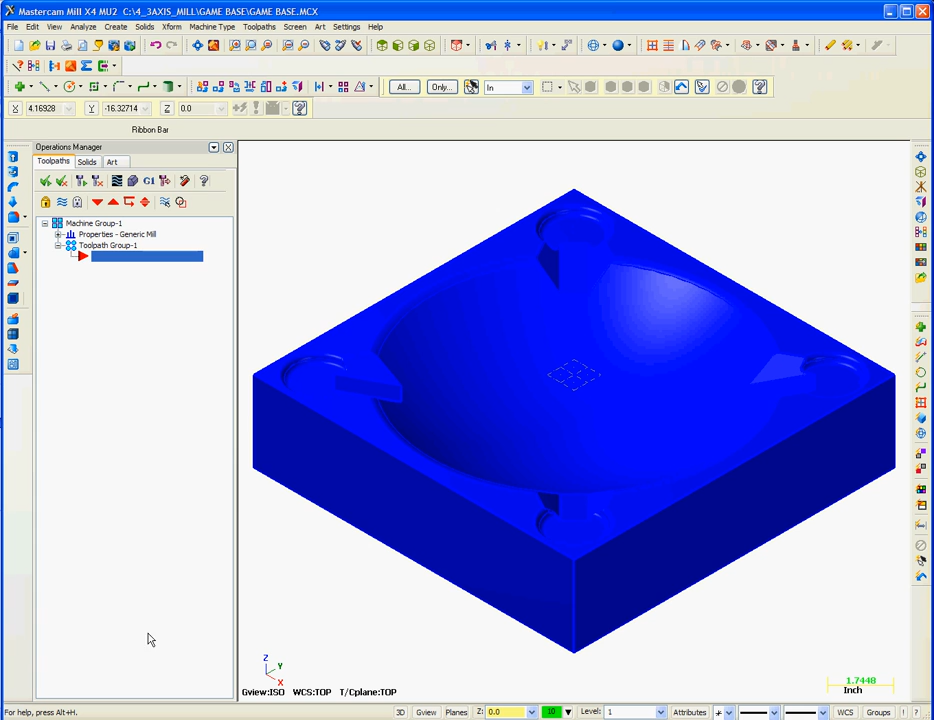 Mastercam Mill X4 MU2 C:\4_3AXIS_MILL\GAME BASE\GAME BASE.MCX
File Edit View Analyze Create Solids Xform Machine Type Toolpaths Screen Art Settings Help
All... Only... In
X 4.16928 Y -16.32714 Z 0.0
Ribbon Bar
Operations Manager
Toolpaths Solids Art
G1
Machine Group-1
Properties - Generic Mill
Toolpath Group-1
Z
Y
X
Gview:ISO WCS:TOP T/Cplane:TOP
1.7448
Inch
For help, press Alt+H.
3D Gview Planes Z: 0.0 10 Level: 1 Attributes WCS Groups ! ?